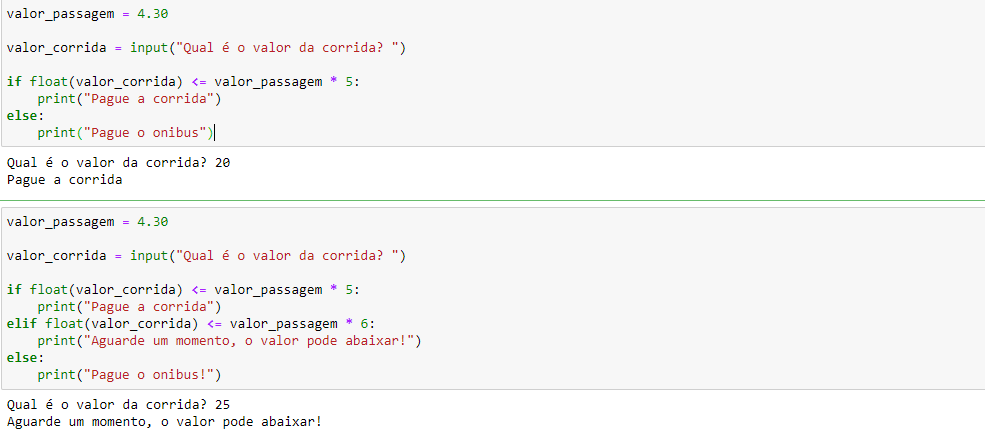 valor_passagem = 4.30
valor_corrida = input("Qual é o valor da corrida? ")
if float(valor_corrida) <= valor_passagem * 5:
    print("Pague a corrida")
else:
    print("Pague o onibus")
Qual é o valor da corrida? 20
Pague a corrida
valor_passagem = 4.30
valor_corrida = input("Qual é o valor da corrida? ")
if float(valor_corrida) <= valor_passagem * 5:
    print("Pague a corrida")
elif float(valor_corrida) <= valor_passagem * 6:
    print("Aguarde um momento, o valor pode abaixar!")
else:
    print("Pague o onibus!")
Qual é o valor da corrida? 25
Aguarde um momento, o valor pode abaixar!